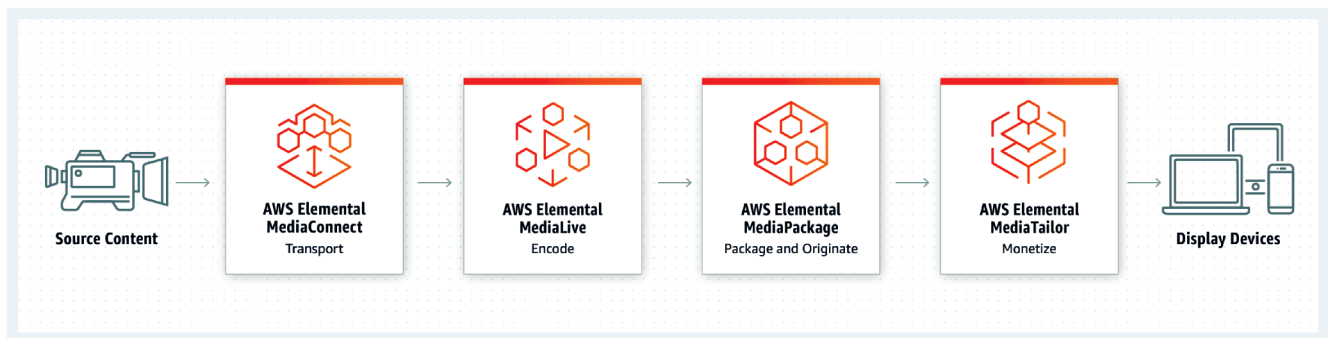 Source Content
AWS Elemental
MediaConnect
Transport
AWS Elemental
MediaLive
Encode
AWS Elemental
MediaPackage
Package and Originate
AWS Elemental
MediaTailor
Monetize
Display Devices